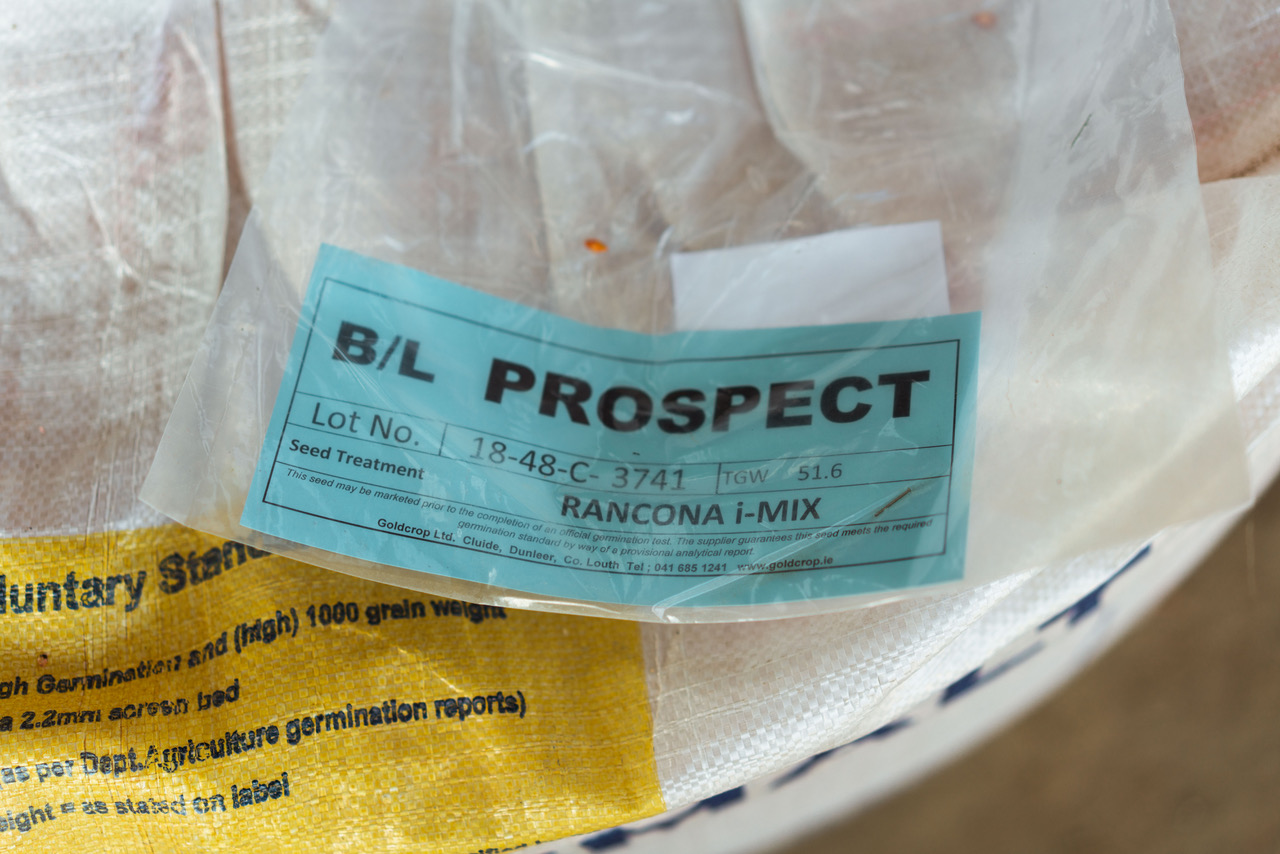 B/L PROSPECT
Lot No. 18-48-C- 3741 TGW 51.6
Seed Treatment RANCONA i-MIX
This seed may be marketed prior to the completion of an official germination test. The supplier guarantees this seed meets the required
germination standard by way of a provisional analytical report.
Goldcrop Ltd. Cluide, Dunleer, Co. Louth Tel ; 041 685 1241 www.goldcrop.ie
luntary Stan
gh Germination and (high) 1000 grain weight
a 2.2mm screen bed
(as per Dept.Agriculture germination reports)
eight = as stated on label